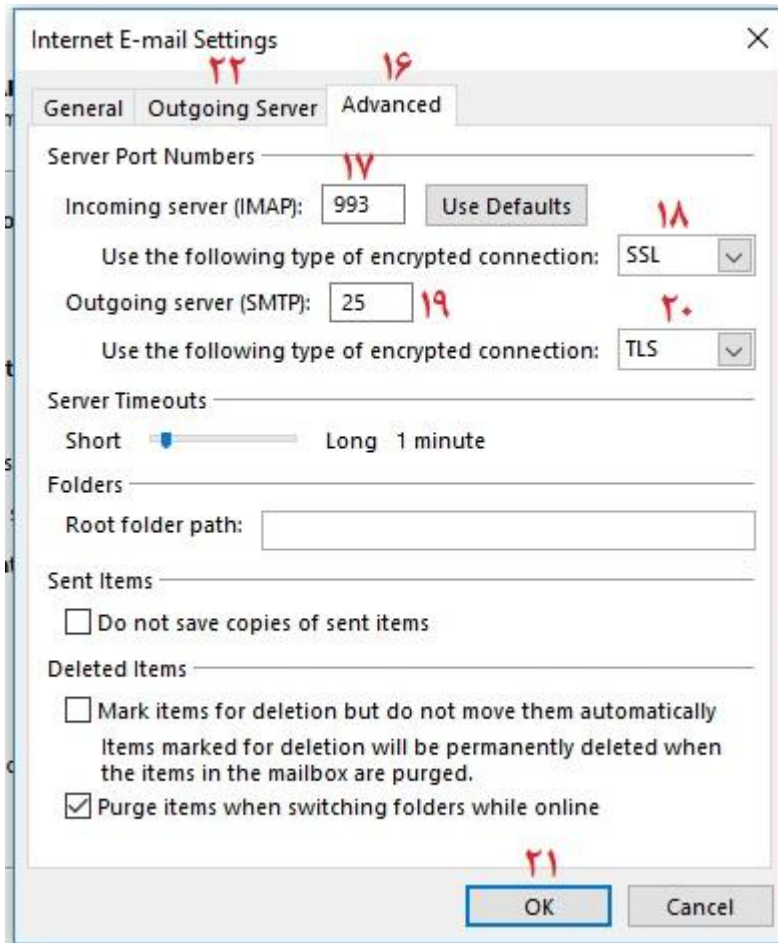 Internet E-mail Settings
۲۲ ۱۶
General Outgoing Server Advanced
Server Port Numbers
۱۷
Incoming server (IMAP): 993 Use Defaults
۱۸
Use the following type of encrypted connection: SSL
Outgoing server (SMTP): 25 ۱۹
۲۰
Use the following type of encrypted connection: TLS
Server Timeouts
Short Long 1 minute
Folders
Root folder path:
Sent Items
Do not save copies of sent items
Deleted Items
Mark items for deletion but do not move them automatically
Items marked for deletion will be permanently deleted when
the items in the mailbox are purged.
Purge items when switching folders while online
۲۱
OK Cancel